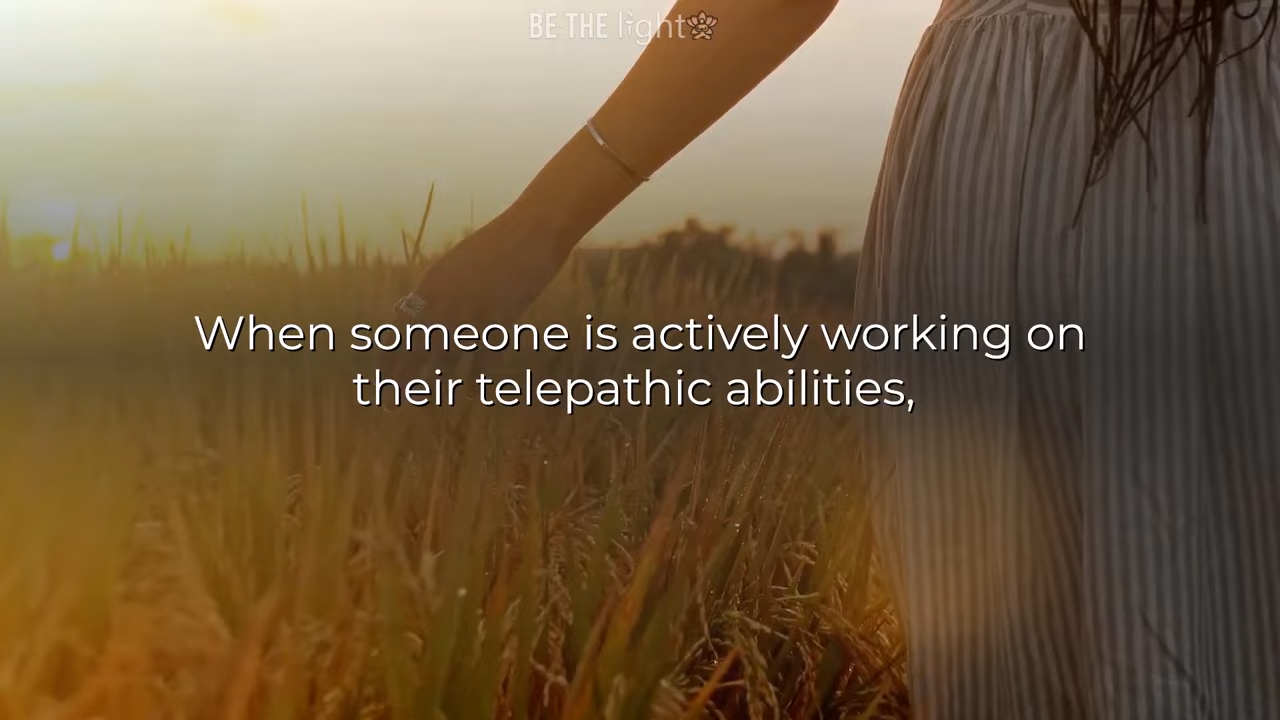 BE THE light
When someone is actively working on
their telepathic abilities,